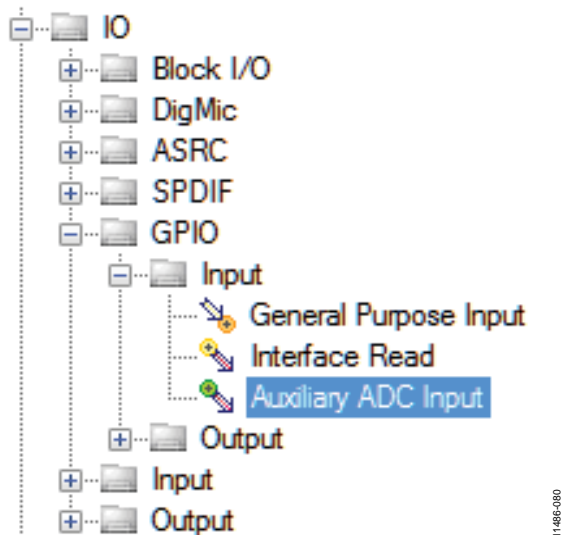 IO
Block I/O
DigMic
ASRC
SPDIF
GPIO
Input
General Purpose Input
Interface Read
Auxiliary ADC Input
Output
Input
Output
11486-080